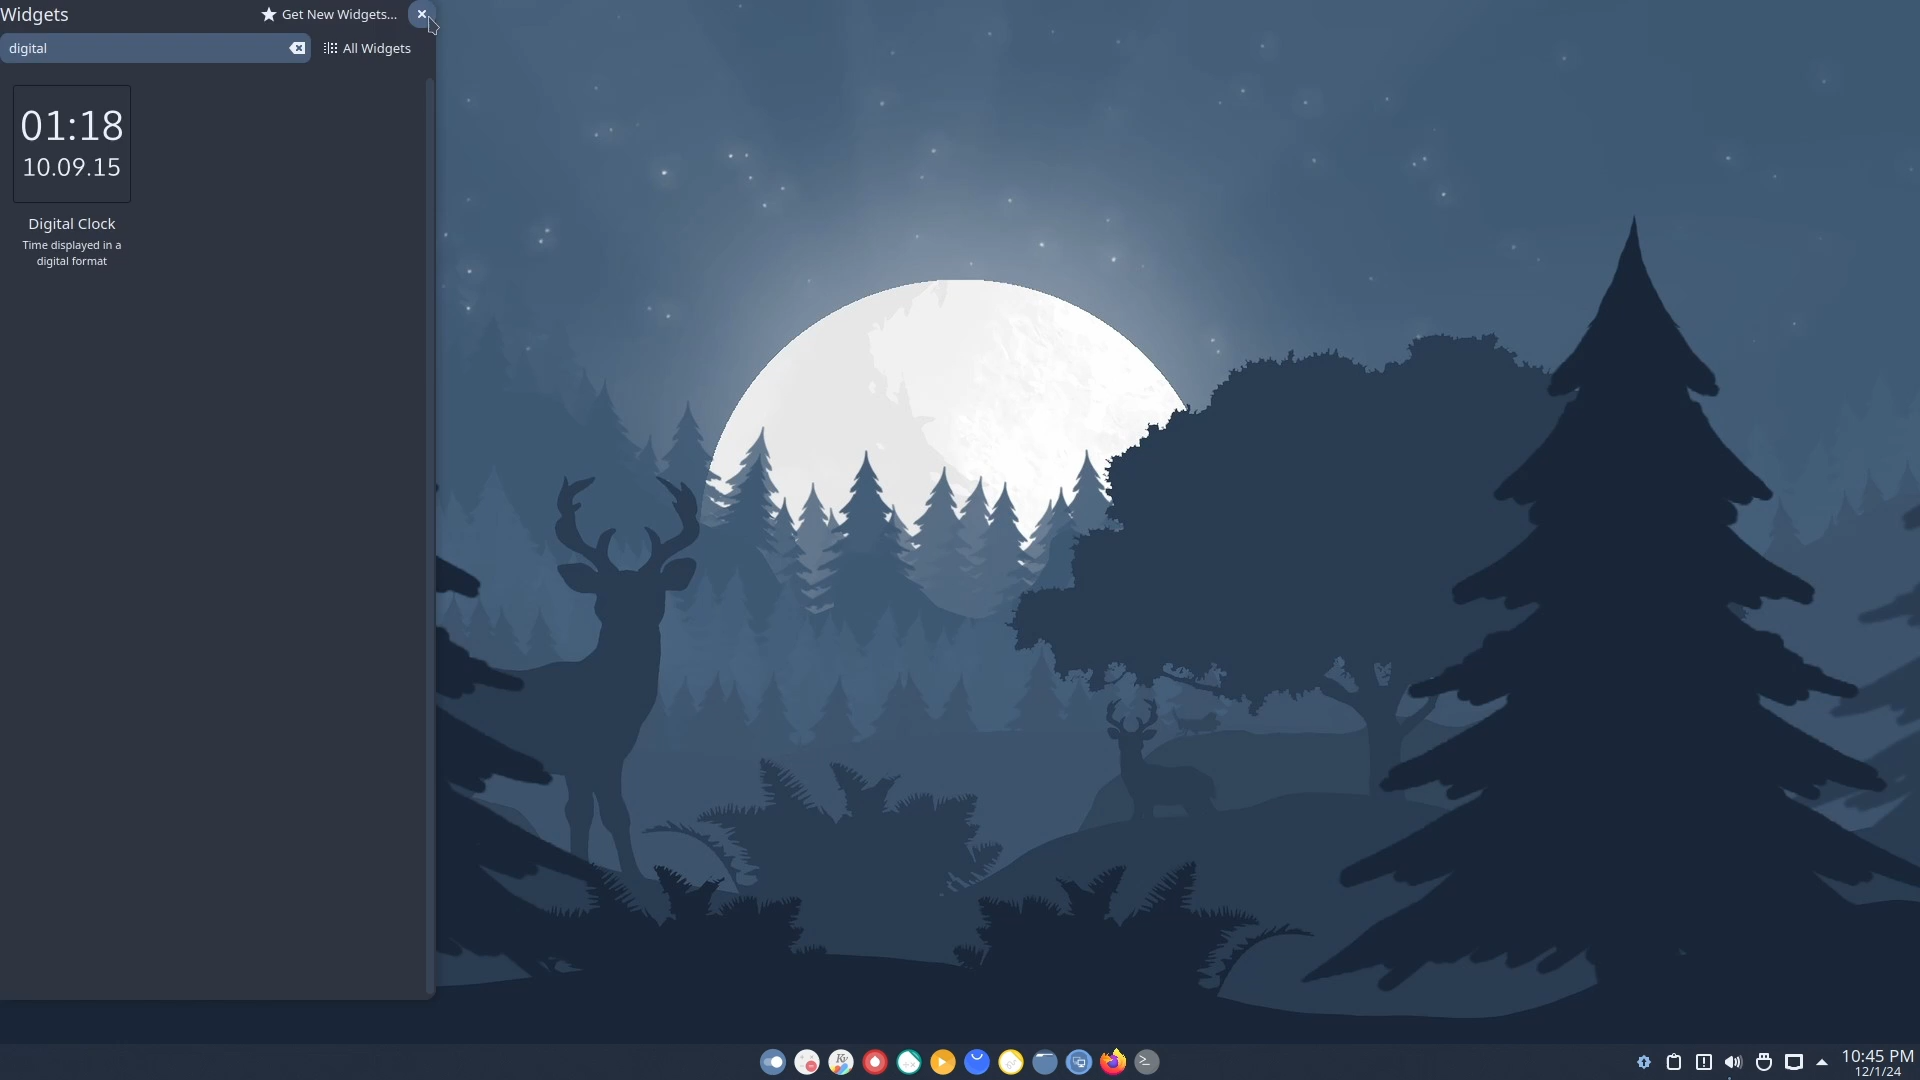 Widgets
Get New Widgets...
digital
All Widgets
01:18
10.09.15
Digital Clock
Time displayed in a
digital format
10:45 PM
12/1/24